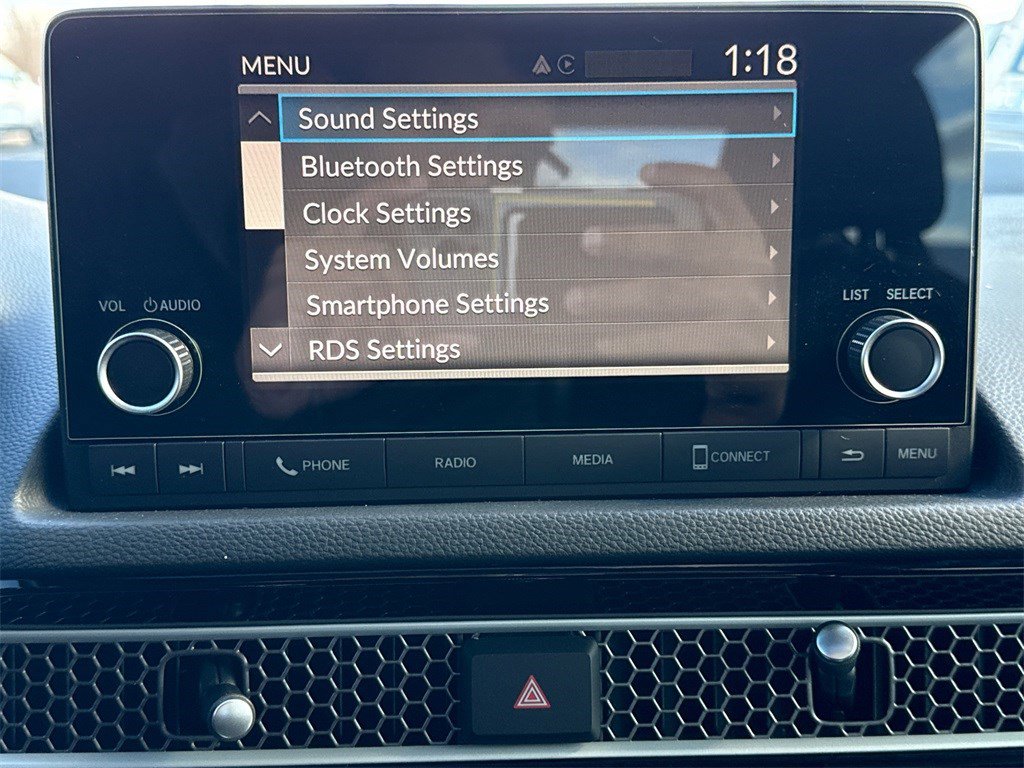 MENU 1:18
Sound Settings
Bluetooth Settings
Clock Settings
System Volumes
Smartphone Settings
RDS Settings
VOL AUDIO
LIST SELECT
PHONE RADIO MEDIA CONNECT MENU